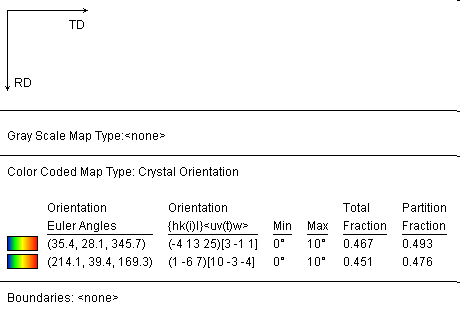 TD
RD
Gray Scale Map Type:<none>
Color Coded Map Type: Crystal Orientation
Orientation Orientation Total Partition
Euler Angles {hk(i)l}<uv(t)w> Min Max Fraction Fraction
(35.4, 28.1, 345.7) (-4 13 25)[3 -1 1] 0° 10° 0.467 0.493
(214.1, 39.4, 169.3) (1 -6 7)[10 -3 -4] 0° 10° 0.451 0.476
Boundaries: <none>